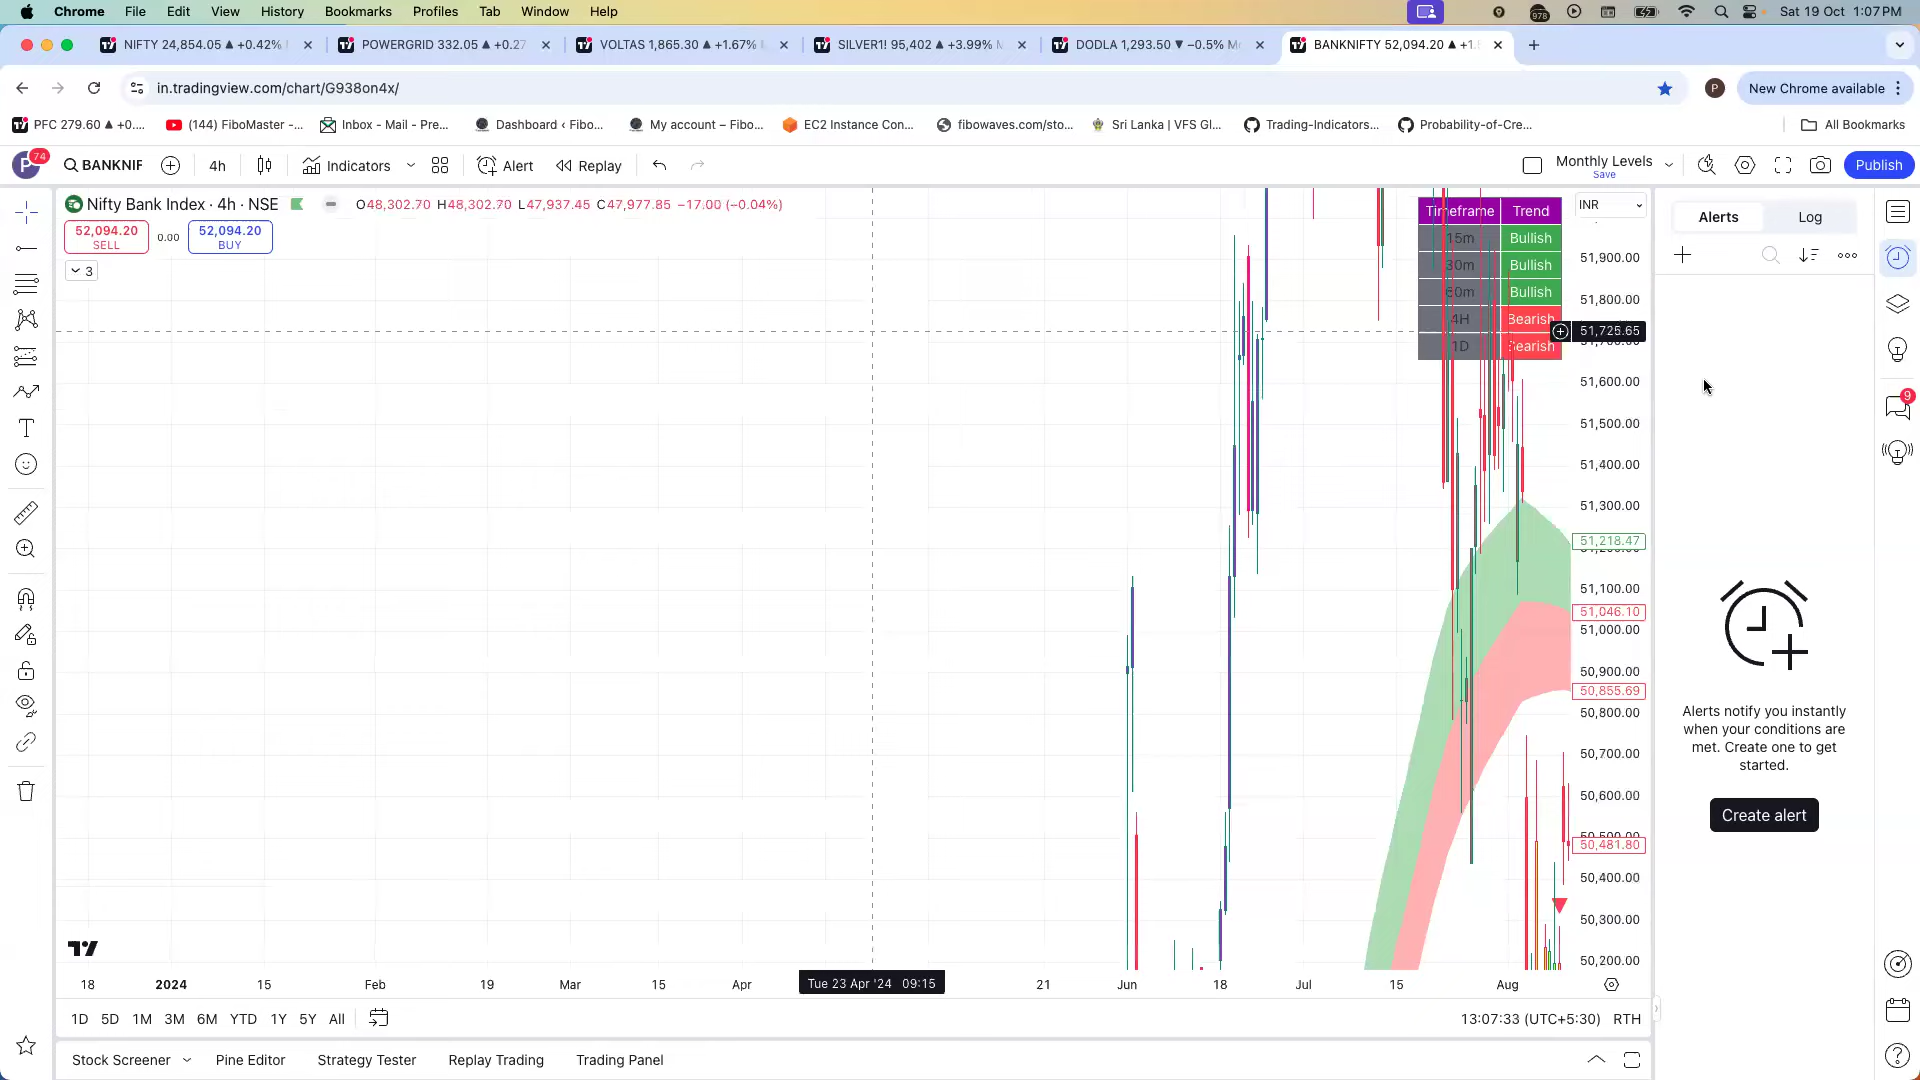 Chrome File Edit View History Bookmarks Profiles Tab Window Help
978
Sat 19 Oct 1:07 PM
NIFTY 24,854.05 ▲ +0.42%
POWERGRID 332.05 ▲ +0.27
VOLTAS 1,865.30 ▲ +1.67%
SILVER1! 95,402 ▲ +3.99%
DODLA 1,293.50 ▼ −0.5%
BANKNIFTY 52,094.20 ▲ +1.
in.tradingview.com/chart/G938on4x/
P
New Chrome available
PFC 279.60 ▲ +0....
(144) FiboMaster -...
Inbox - Mail - Pre...
Dashboard ‹ Fibo...
My account – Fibo...
EC2 Instance Con...
fibowaves.com/sto...
Sri Lanka | VFS Gl...
Trading-Indicators...
Probability-of-Cre...
All Bookmarks
P
74
BANKNIF
4h
Indicators
Alert
Replay
Monthly Levels
Save
Publish
Nifty Bank Index · 4h · NSE
O48,302.70 H48,302.70 L47,937.45 C47,977.85 −17.00 (−0.04%)
52,094.20
SELL
0.00
52,094.20
BUY
3
Timeframe Trend
15m Bullish
30m Bullish
60m Bullish
4H Bearish
1D Bearish
INR
51,900.00
51,800.00
51,725.65
51,600.00
51,500.00
51,400.00
51,300.00
51,218.47
51,100.00
51,046.10
51,000.00
50,900.00
50,855.69
50,800.00
50,700.00
50,600.00
50,500.00
50,481.80
50,400.00
50,300.00
50,200.00
Alerts Log
9
Alerts notify you instantly
when your conditions are
met. Create one to get
started.
Create alert
18 2024 15 Feb 19 Mar 15 Apr Tue 23 Apr '24 09:15 21 Jun 18 Jul 15 Aug
1D 5D 1M 3M 6M YTD 1Y 5Y All
13:07:33 (UTC+5:30) RTH
Stock Screener Pine Editor Strategy Tester Replay Trading Trading Panel